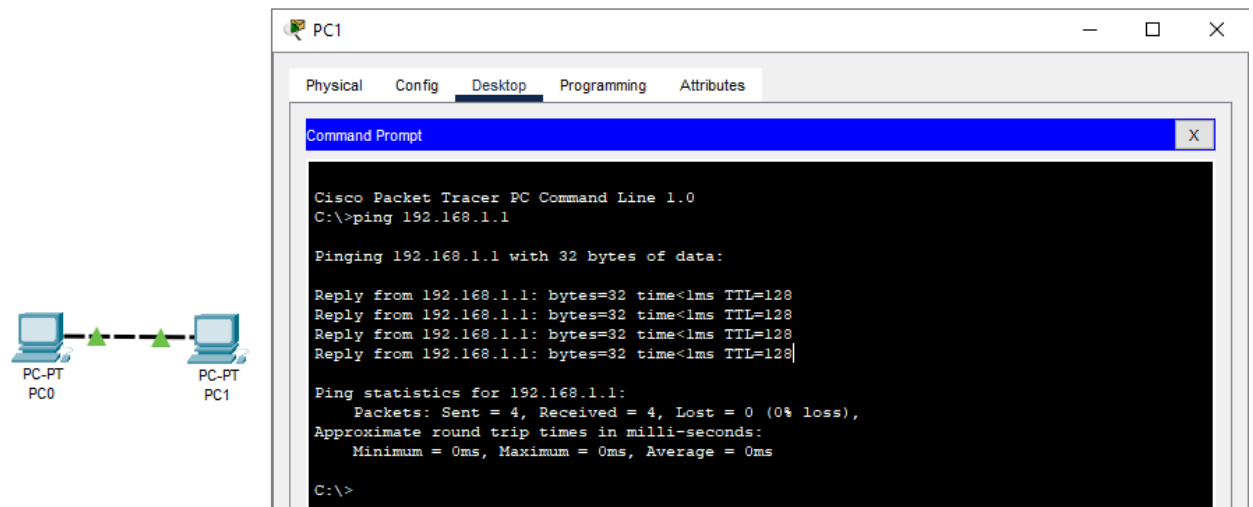 PC1
Physical Config Desktop Programming Attributes
Command Prompt
X
Cisco Packet Tracer PC Command Line 1.0
C:\>ping 192.168.1.1
Pinging 192.168.1.1 with 32 bytes of data:
Reply from 192.168.1.1: bytes=32 time<1ms TTL=128
Reply from 192.168.1.1: bytes=32 time<1ms TTL=128
Reply from 192.168.1.1: bytes=32 time<1ms TTL=128
Reply from 192.168.1.1: bytes=32 time<1ms TTL=128
Ping statistics for 192.168.1.1:
Packets: Sent = 4, Received = 4, Lost = 0 (0% loss),
Approximate round trip times in milli-seconds:
Minimum = 0ms, Maximum = 0ms, Average = 0ms
C:\>
PC-PT
PC0
PC-PT
PC1